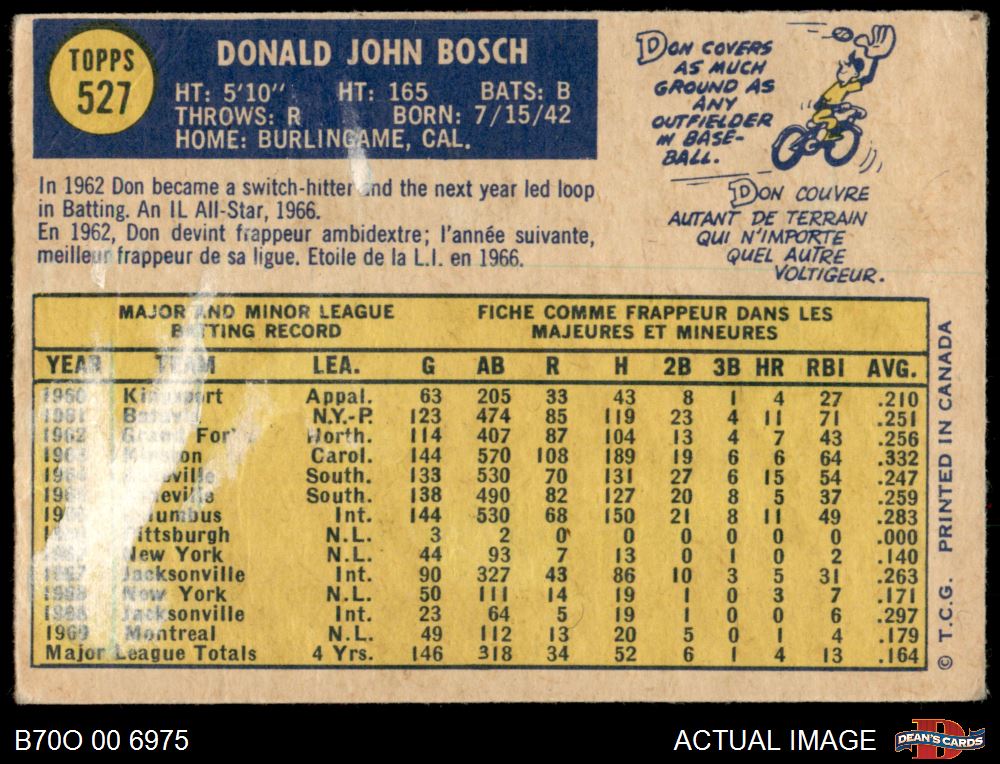 TOPPS
527
DONALD JOHN BOSCH
HT: 5'10" HT: 165 BATS: B
THROWS: R BORN: 7/15/42
HOME: BURLINGAME, CAL.
DON COVERS
AS MUCH
GROUND AS
ANY
OUTFIELDER
IN BASE-
BALL.
DON COUVRE
AUTANT DE TERRAIN
QUI N'IMPORTE
QUEL AUTRE
VOLTIGEUR.
In 1962 Don became a switch-hitter and the next year led loop
in Batting. An IL All-Star, 1966.
En 1962, Don devint frappeur ambidextre; l'année suivante,
meilleur frappeur de sa ligue. Etoile de la L.I. en 1966.
MAJOR AND MINOR LEAGUE
BATTING RECORD
FICHE COMME FRAPPEUR DANS LES
MAJEURES ET MINEURES
YEAR TEAM LEA. G AB R H 2B 3B HR RBI AVG.
1960 Kingsport Appal. 63 205 33 43 8 1 4 27 .210
1961 Batavia N.Y.-P. 123 474 85 119 23 4 11 71 .251
1962 Grand Forks North. 114 407 87 104 13 4 7 43 .256
Kinston Carol. 144 570 108 189 19 6 6 64 .332
South. 133 530 70 131 27 6 15 54 .247
South. 138 490 82 127 20 8 5 37 .259
Columbus Int. 144 530 68 150 21 8 11 49 .283
Pittsburgh N.L. 3 2 0 0 0 0 0 0 .000
New York N.L. 44 93 7 13 0 1 0 2 .140
1967 Jacksonville Int. 90 327 43 86 10 3 5 31 .263
1968 New York N.L. 50 111 14 19 1 0 3 7 .171
1968 Jacksonville Int. 23 64 5 19 1 0 0 6 .297
1969 Montreal N.L. 49 112 13 20 5 0 1 4 .179
Major League Totals 4 Yrs. 146 318 34 52 6 1 4 13 .164
© T.C.G. PRINTED IN CANADA
B70O 00 6975
ACTUAL IMAGE
DEAN'S CARDS